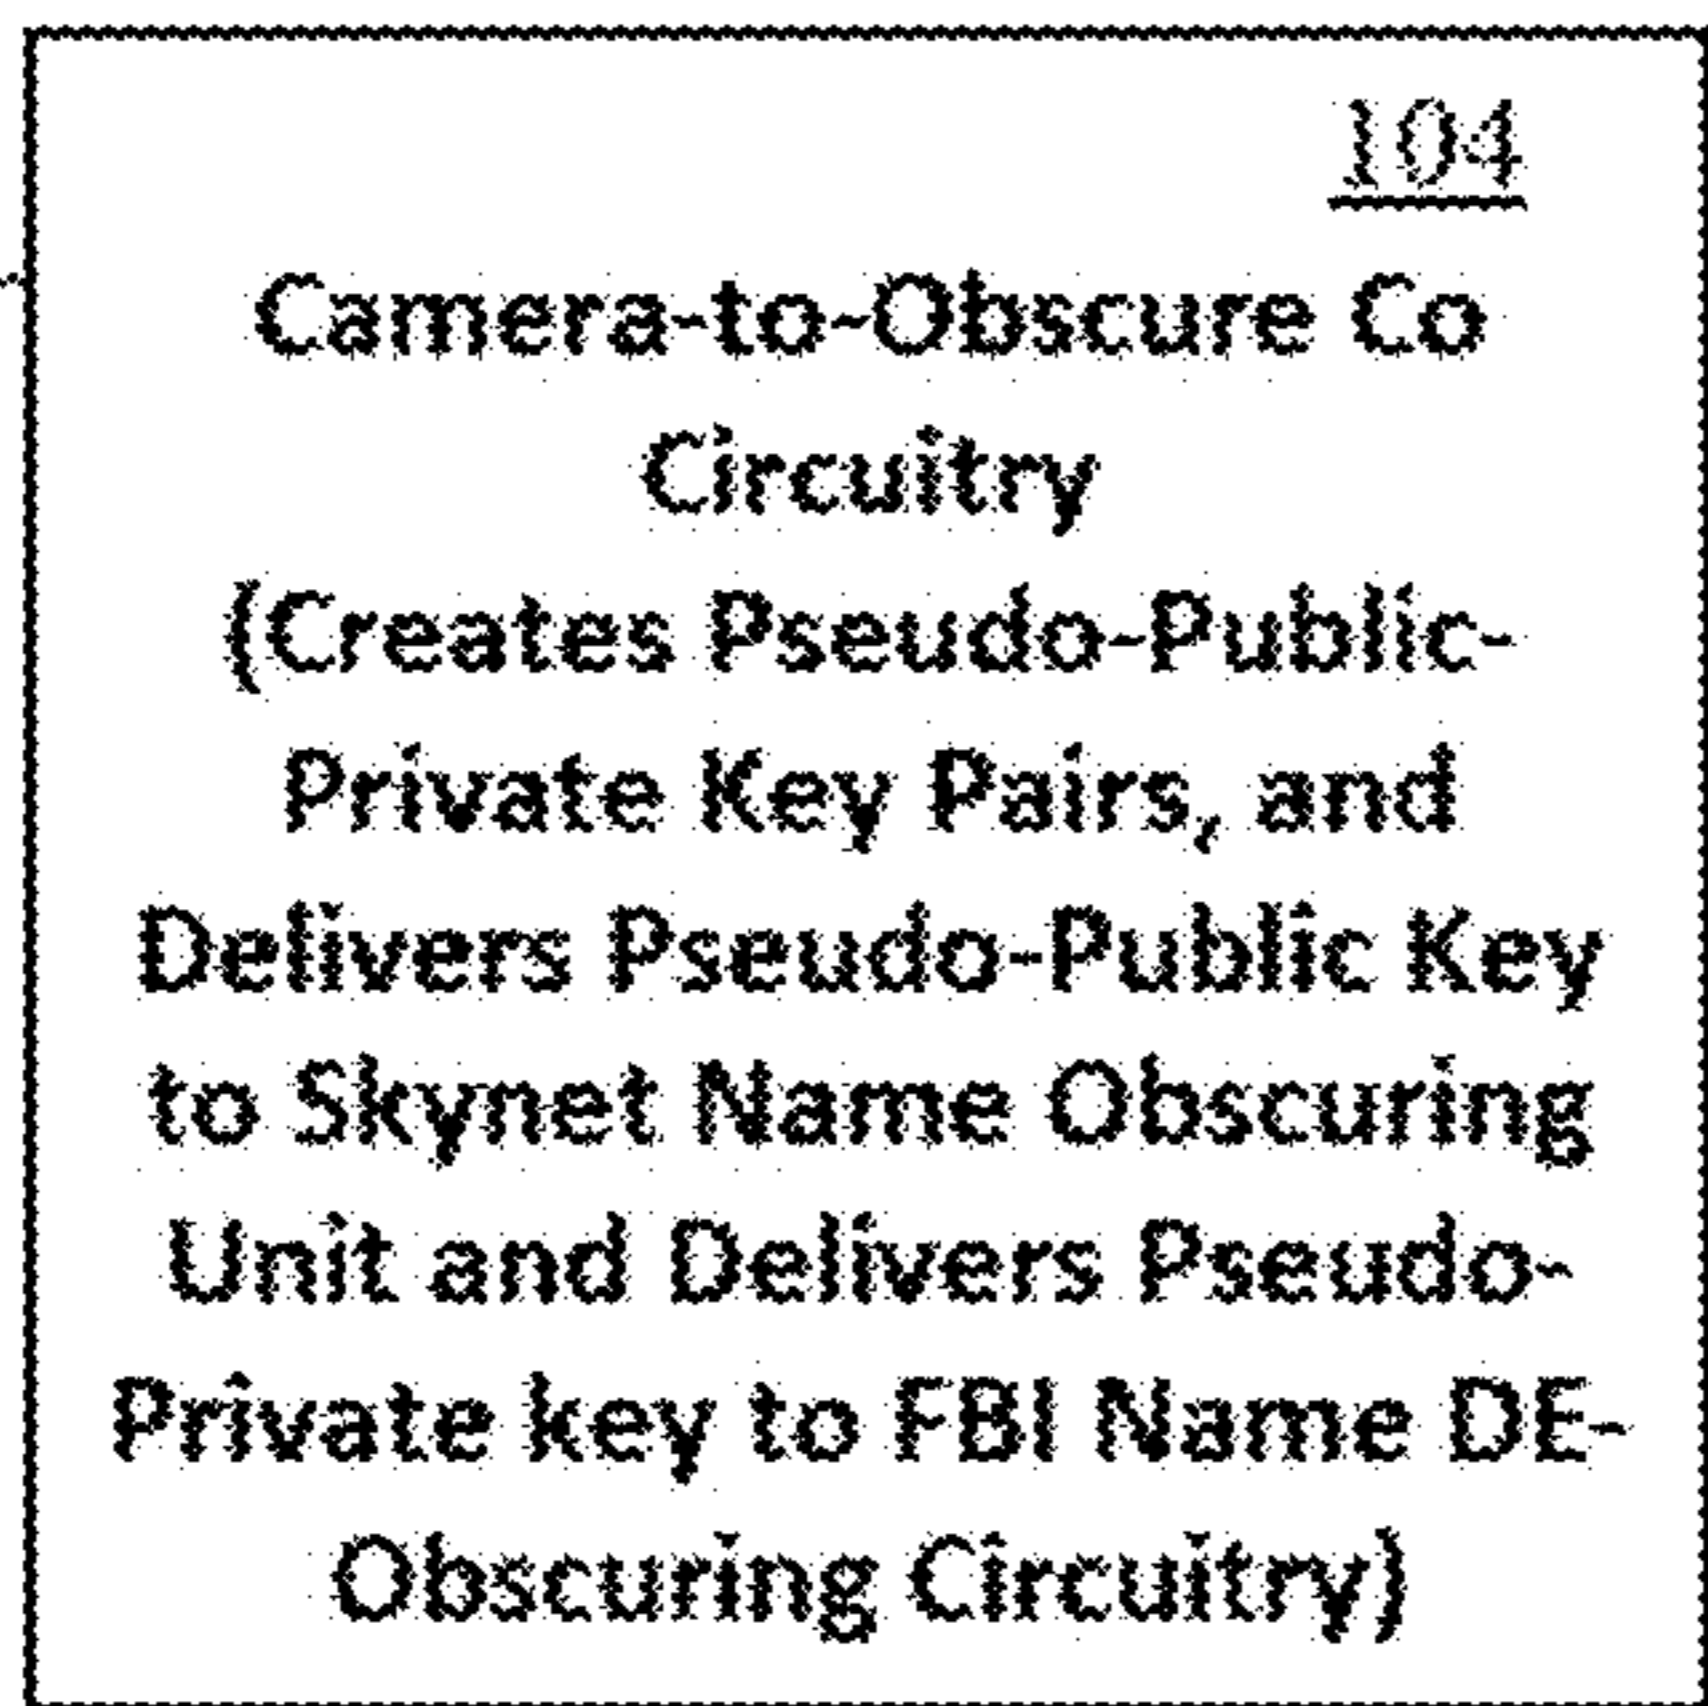 104
Camera-to-Obscure Co
Circuitry
(Creates Pseudo-Public-
Private Key Pairs, and
Delivers Pseudo-Public Key
to Skynet Name Obscuring
Unit and Delivers Pseudo-
Private key to FBI Name DE-
Obscuring Circuitry)